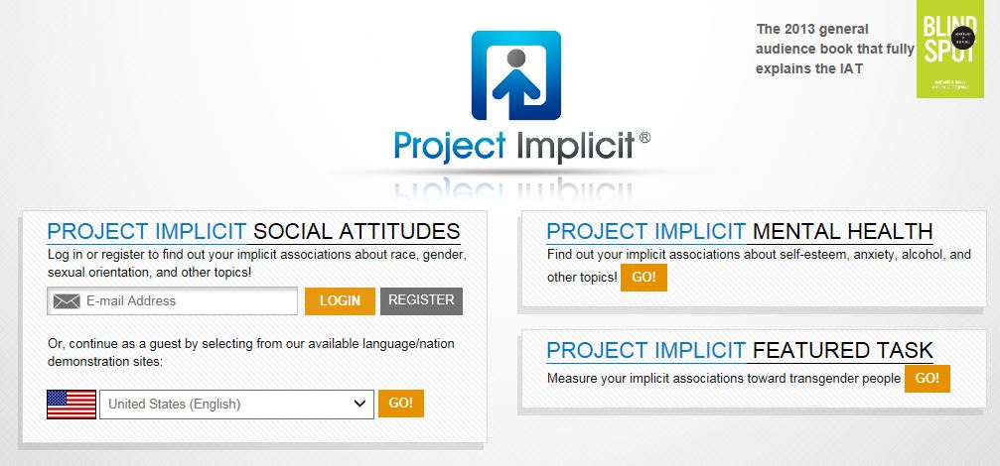 The 2013 general
audience book that fully
explains the IAT
BLIND
SPOT
Project Implicit®
PROJECT IMPLICIT SOCIAL ATTITUDES
Log in or register to find out your implicit associations about race, gender,
sexual orientation, and other topics!
E-mail Address
LOGIN
REGISTER
Or, continue as a guest by selecting from our available language/nation
demonstration sites:
United States (English)
GO!
PROJECT IMPLICIT MENTAL HEALTH
Find out your implicit associations about self-esteem, anxiety, alcohol, and
other topics! GO!
PROJECT IMPLICIT FEATURED TASK
Measure your implicit associations toward transgender people GO!